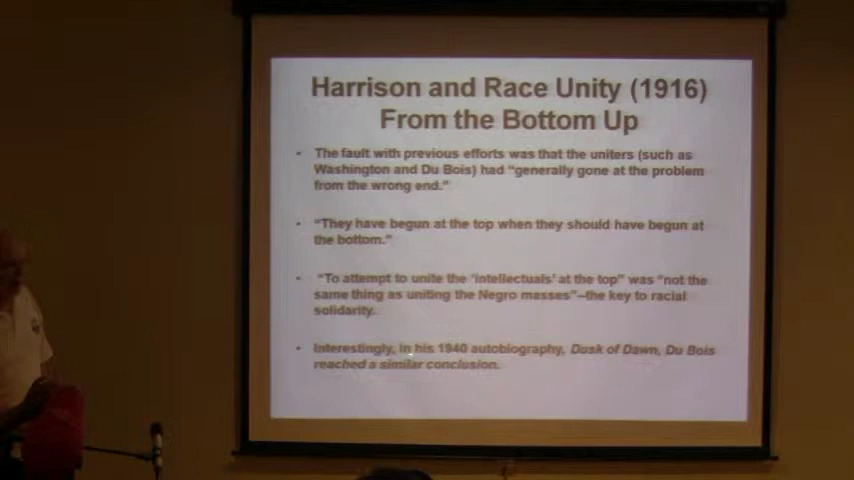 Harrison and Race Unity (1916)
From the Bottom Up
• The fault with previous efforts was that the uniters (such as
Washington and Du Bois) had “generally gone at the problem
from the wrong end.”
• “They have begun at the top when they should have begun at
the bottom.”
• “To attempt to unite the ‘intellectuals’ at the top” was “not the
same thing as uniting the Negro masses”–the key to racial
solidarity.
• Interestingly, in his 1940 autobiography, Dusk of Dawn, Du Bois
reached a similar conclusion.